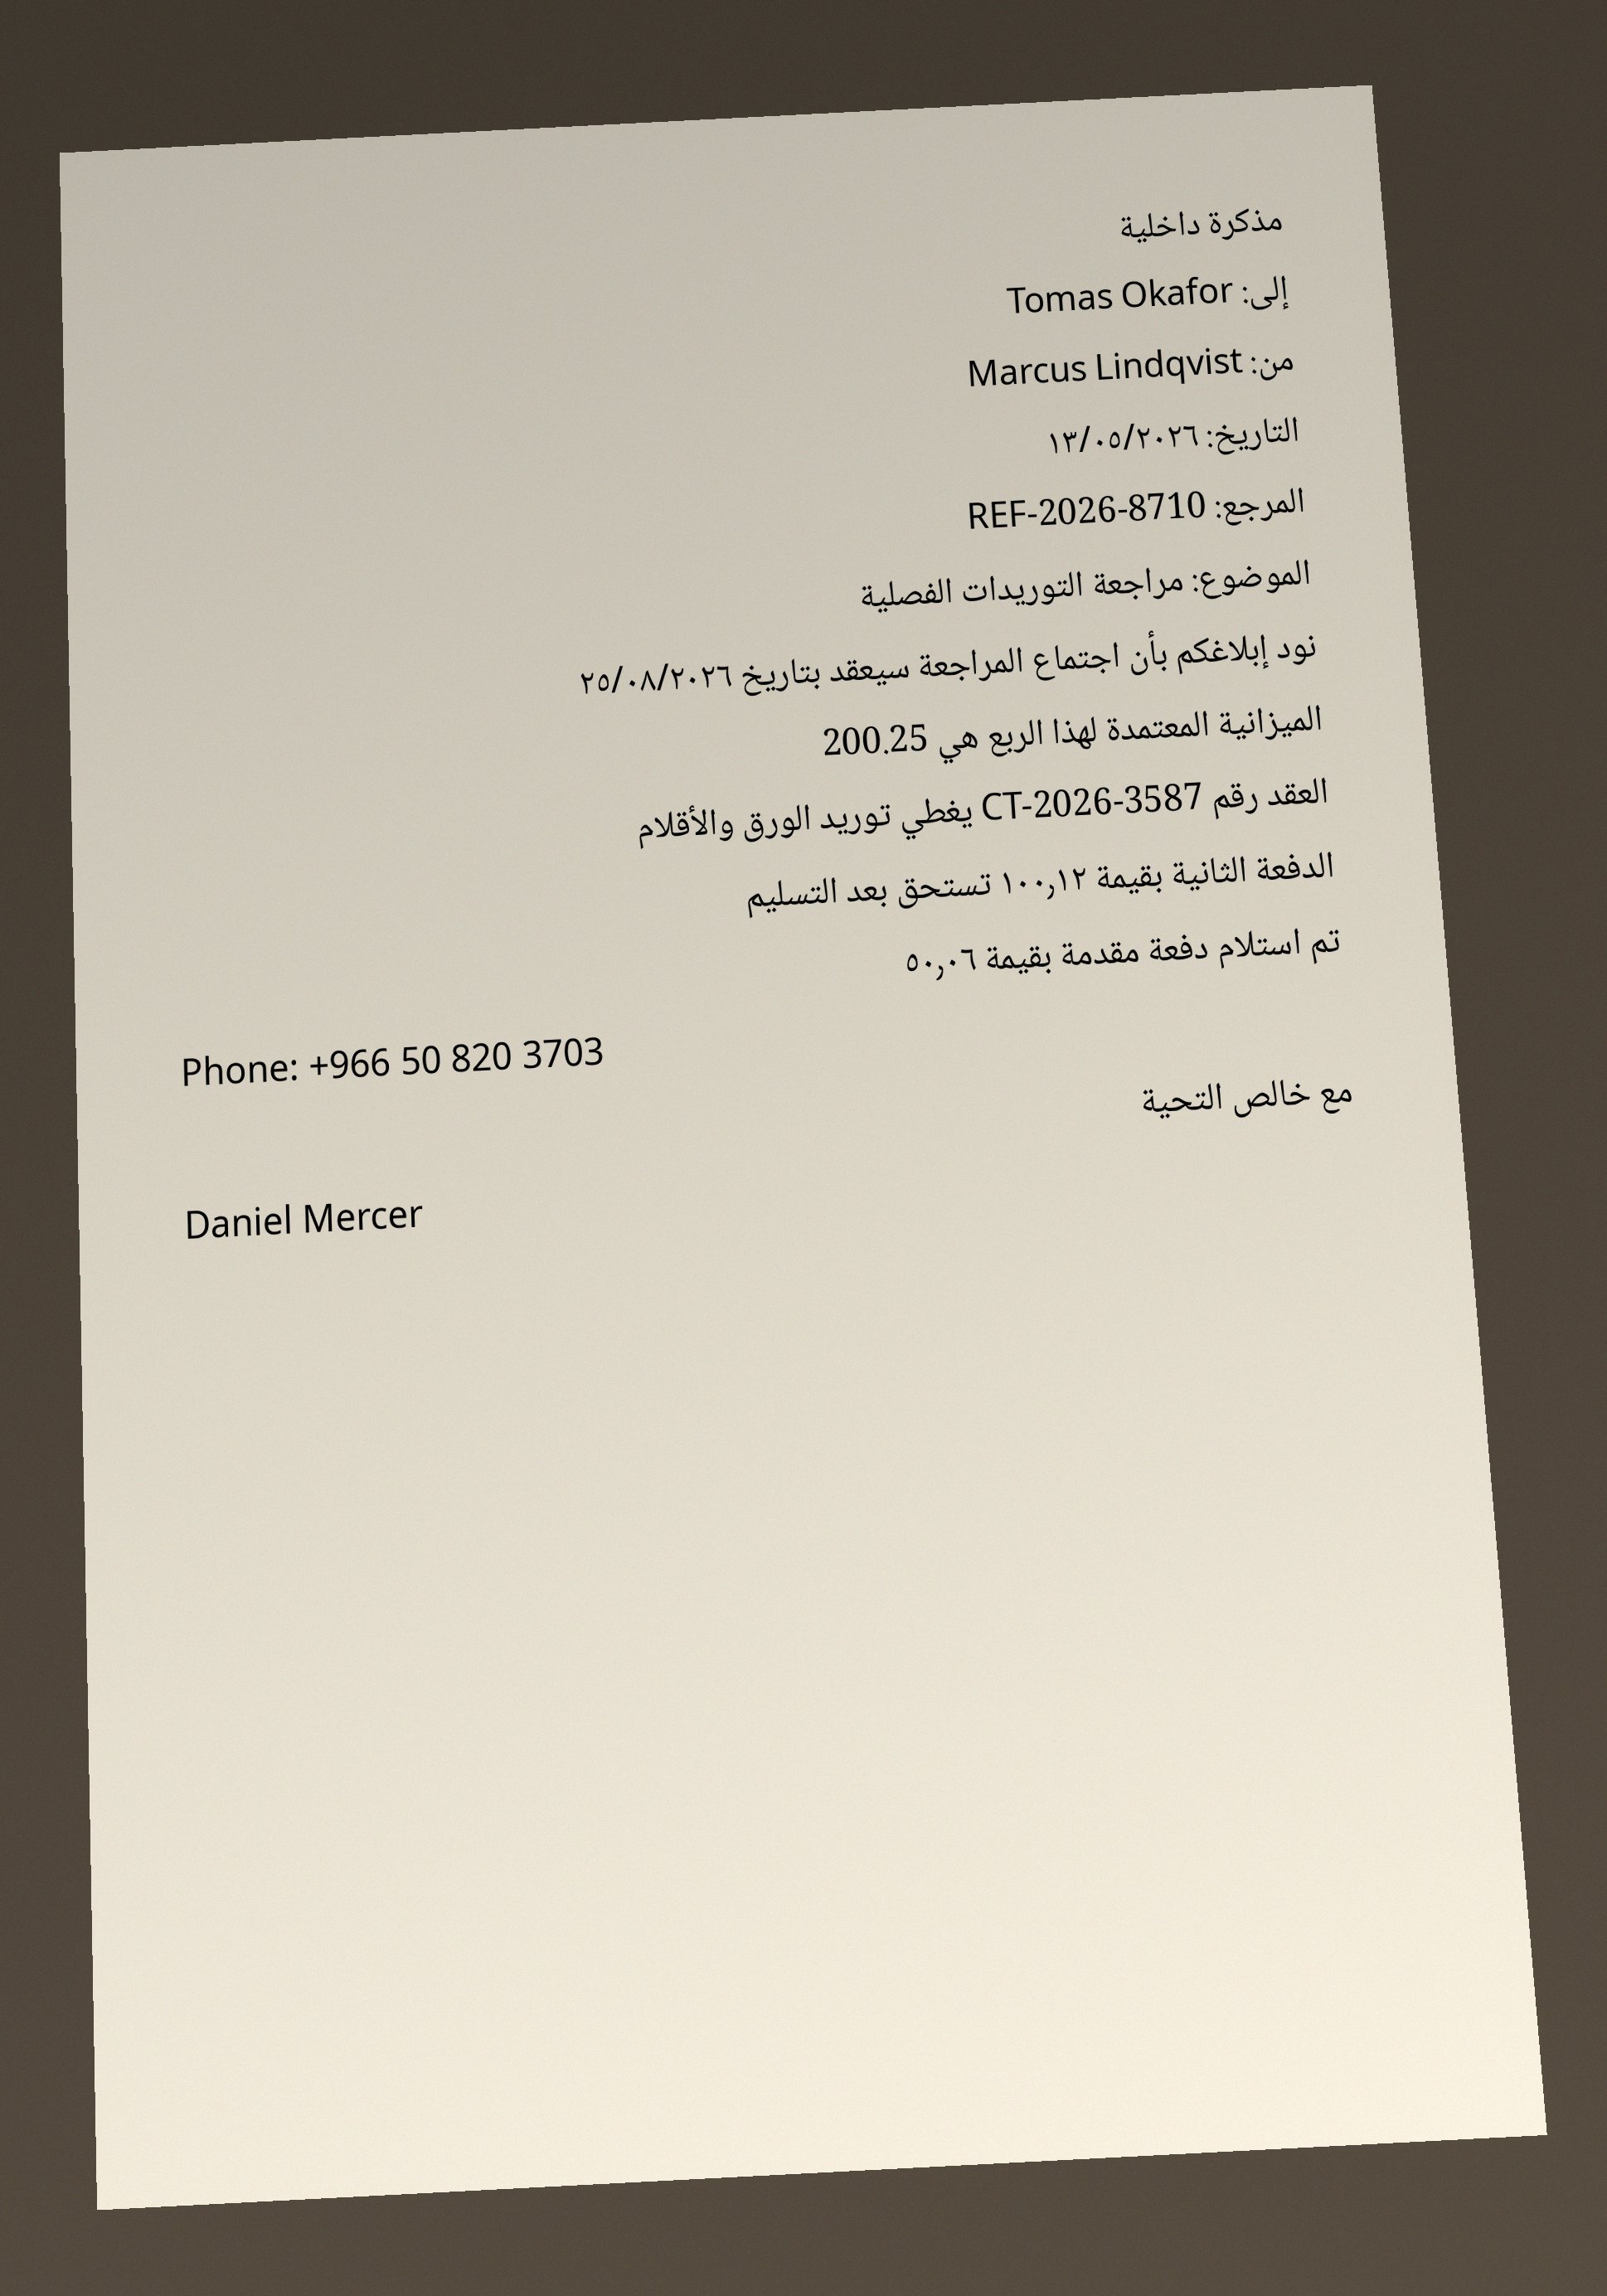 مذكرة داخلية
إلى: Tomas Okafor
من: Marcus Lindqvist
التاريخ: ١٣/٠٥/٢٠٢٦
المرجع: REF-2026-8710
الموضوع: مراجعة التوريدات الفصلية
نود إبلاغكم بأن اجتماع المراجعة سيعقد بتاريخ ٢٥/٠٨/٢٠٢٦
الميزانية المعتمدة لهذا الربع هي 200.25
العقد رقم CT-2026-3587 يغطي توريد الورق والأقلام
الدفعة الثانية بقيمة ١٠٠٫١٢ تستحق بعد التسليم
تم استلام دفعة مقدمة بقيمة ٥٠٫٠٦
Phone: +966 50 820 3703
مع خالص التحية
Daniel Mercer